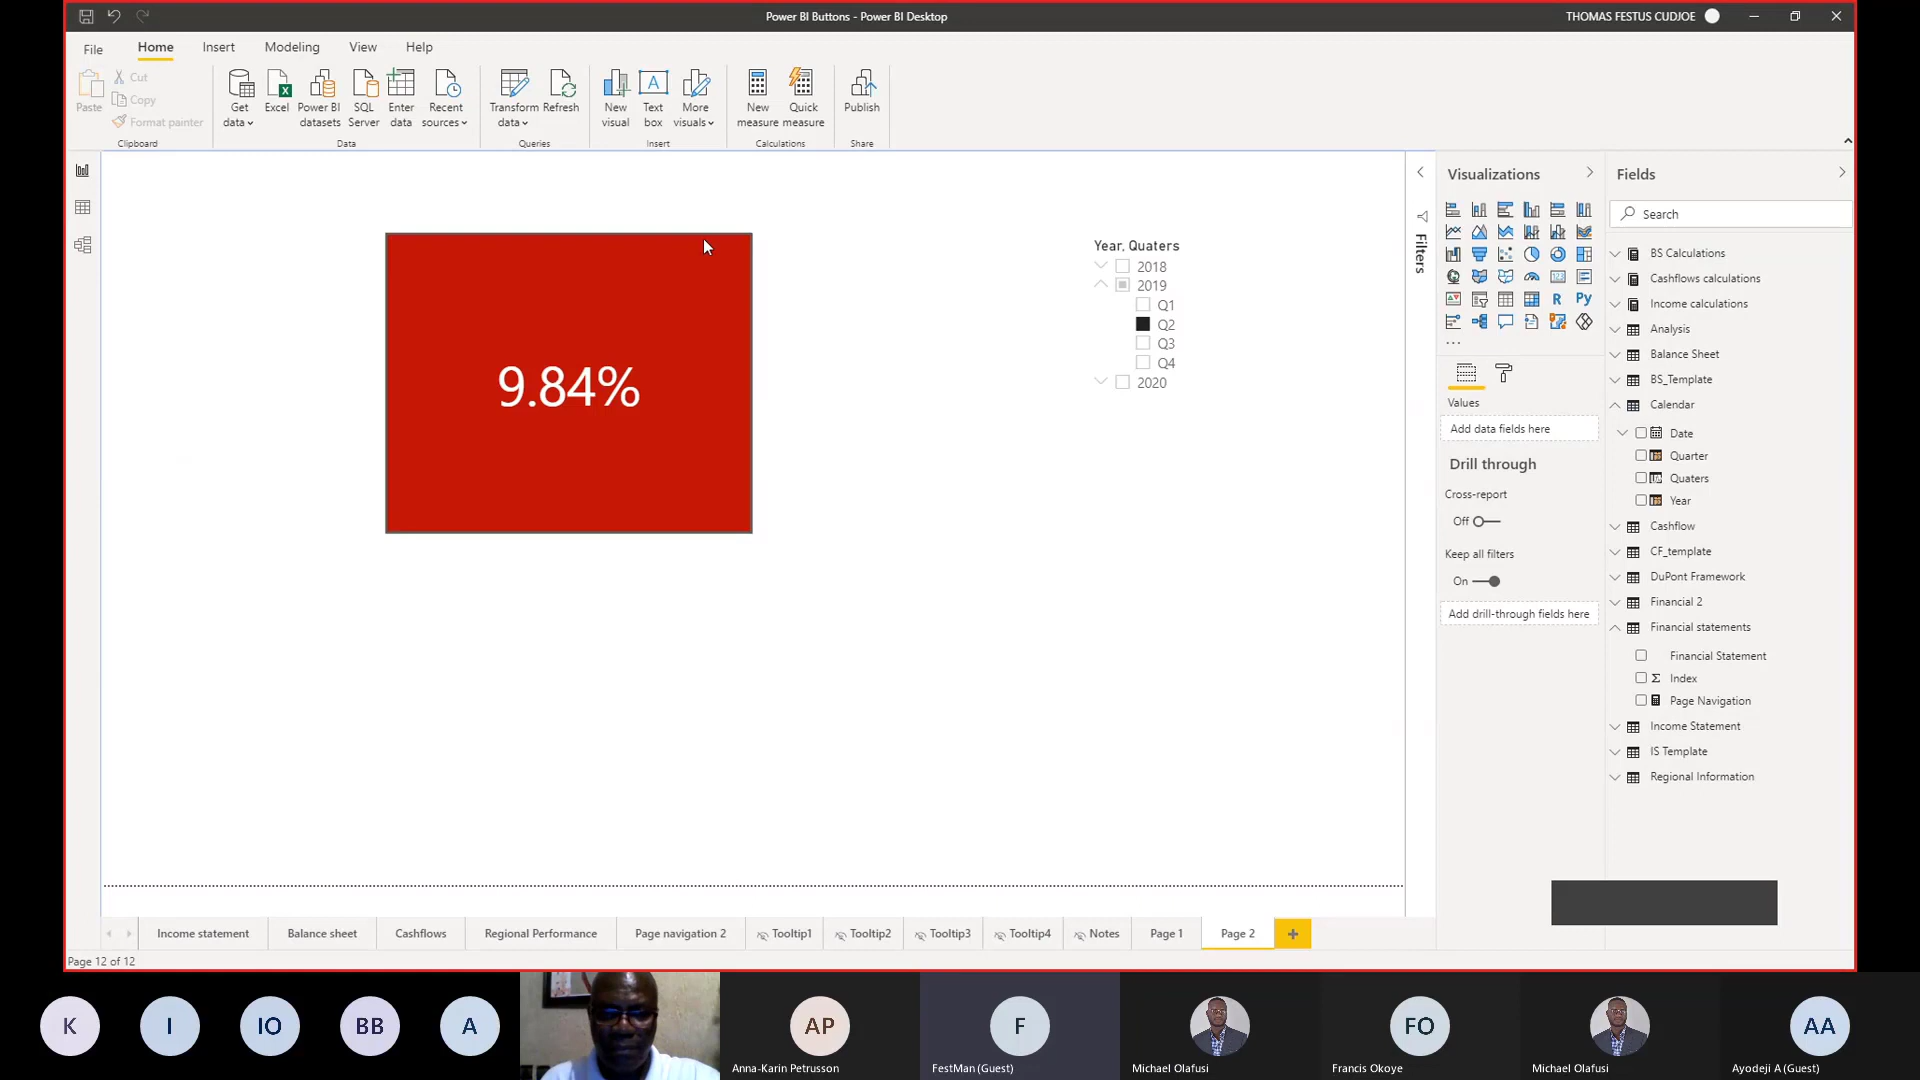 Power BI Buttons - Power BI Desktop
THOMAS FESTUS CUDJOE
File
Home
Insert
Modeling
View
Help
Paste
Cut
Copy
Format painter
Clipboard
Get data
Excel
Power BI datasets
SQL Server
Enter data
Recent sources
Data
Transform data
Refresh
Queries
New visual
Text box
More visuals
Insert
New measure
Quick measure
Calculations
Publish
Share
9.84%
Year, Quaters
2018
2019
Q1
Q2
Q3
Q4
2020
Filters
Visualizations
R
Py
Values
Add data fields here
Drill through
Cross-report
Off
Keep all filters
On
Add drill-through fields here
Fields
Search
BS Calculations
Cashflows calculations
Income calculations
Analysis
Balance Sheet
BS_Template
Calendar
Date
Quarter
Quaters
Year
Cashflow
CF_template
DuPont Framework
Financial 2
Financial statements
Financial Statement
Index
Page Navigation
Income Statement
IS Template
Regional Information
Income statement
Balance sheet
Cashflows
Regional Performance
Page navigation 2
Tooltip1
Tooltip2
Tooltip3
Tooltip4
Notes
Page 1
Page 2
Page 12 of 12
K
I
IO
BB
A
AP
Anna-Karin Petrusson
F
FestMan (Guest)
Michael Olafusi
FO
Francis Okoye
Michael Olafusi
AA
Ayodeji A (Guest)